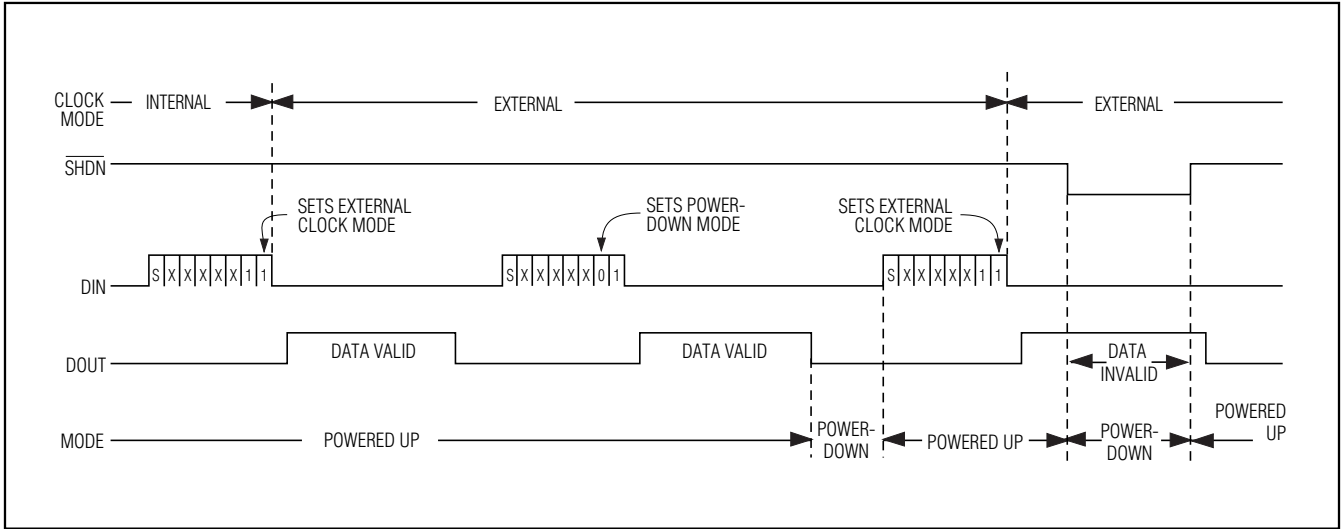 CLOCK MODE
INTERNAL
EXTERNAL
EXTERNAL
SHDN
SETS EXTERNAL
CLOCK MODE
SETS POWER-
DOWN MODE
SETS EXTERNAL
CLOCK MODE
DIN
S X X X X X 1 1
S X X X X X 0 1
S X X X X X 1 1
DOUT
DATA VALID
DATA VALID
DATA
INVALID
MODE
POWERED UP
POWER-
DOWN
POWERED UP
POWER-
DOWN
POWERED
UP